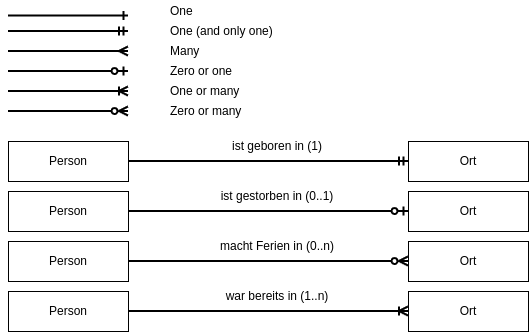 One
One (and only one)
Many
Zero or one
One or many
Zero or many
Person ist geboren in (1) Ort
Person ist gestorben in (0..1) Ort
Person macht Ferien in (0..n) Ort
Person war bereits in (1..n) Ort